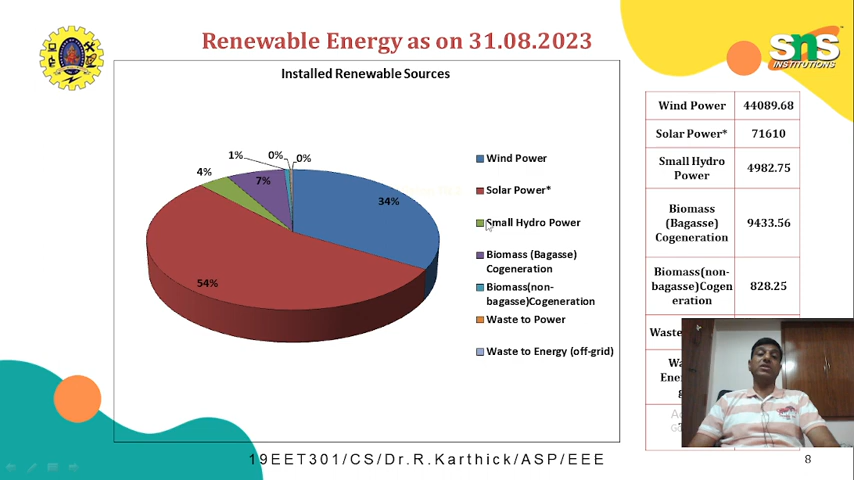 Renewable Energy as on 31.08.2023
sns
INSTITUTIONS
Installed Renewable Sources
1%
0%
0%
4%
7%
34%
54%
Wind Power
Solar Power*
Small Hydro Power
Biomass (Bagasse)
Cogeneration
Biomass(non-
bagasse)Cogeneration
Waste to Power
Waste to Energy (off-grid)
Wind Power 44089.68
Solar Power* 71610
Small Hydro
Power
4982.75
Biomass
(Bagasse)
Cogeneration
9433.56
Biomass(non-
bagasse)Cogen
eration
828.25
Waste
19EET301/CS/Dr.R.Karthick/ASP/EEE
8